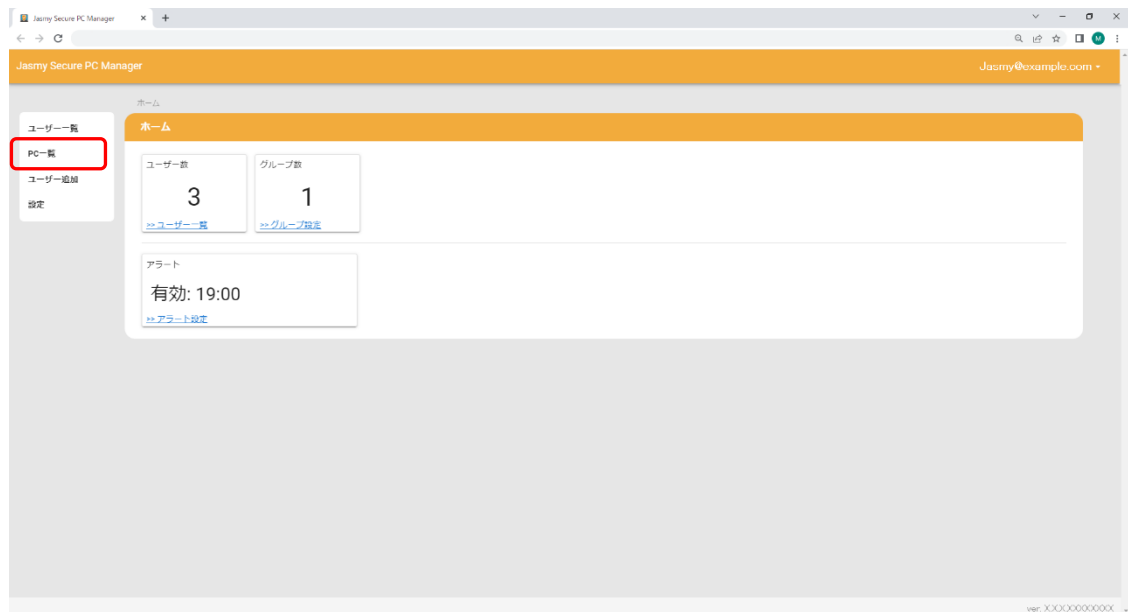 Jasmy Secure PC Manager
Jasmy Secure PC Manager
Jasmy@example.com
ホーム
ユーザー一覧
PC一覧
ユーザー追加
設定
ホーム
ユーザー数
3
>> ユーザー一覧
グループ数
1
>> グループ設定
アラート
有効: 19:00
>> アラート設定
M
ver. X.X.XXXXXXXXXX